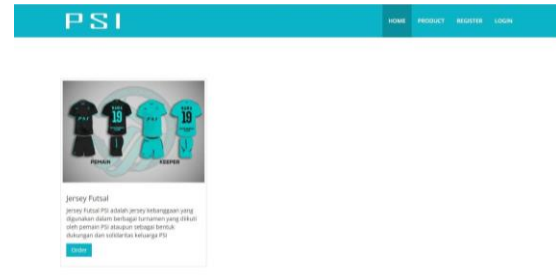 PSI
HOME PRODUCT REGISTER LOGIN
19 PSI PSI 19
PEMAIN KEEPER
Jersey Futsal
Jersey Futsal PSI adalah jersey kebanggaan yang
digunakan dalam berbagai turnamen yang diikuti
oleh pemain PSI ataupun sebagai bentuk
dukungan dan solidaritas keluarga PSI
Order